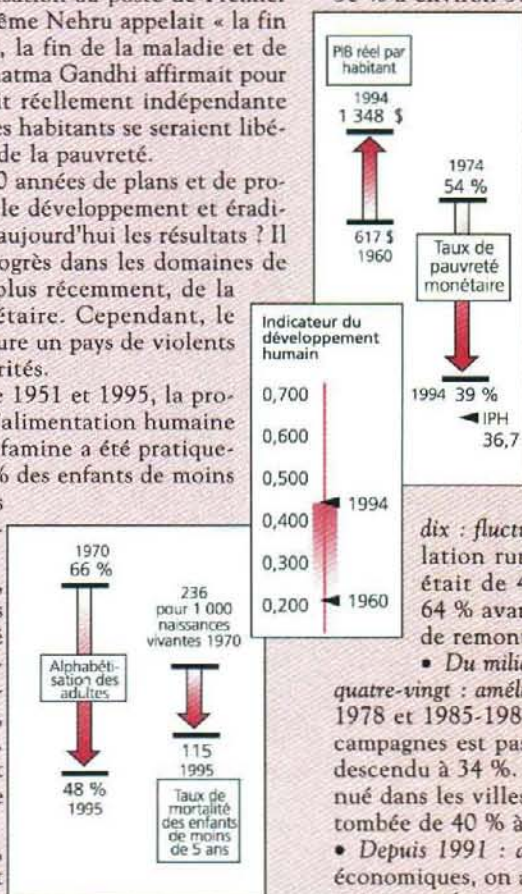 ême Nehru appelait « la fin
, la fin de la maladie et de
atma Gandhi affirmait pour
t réellement indépendante
es habitants se seraient libé-
de la pauvreté.
0 années de plans et de pro-
le développement et éradi-
aujourd'hui les résultats ? Il
ogrès dans les domaines de
plus récemment, de la
étaire. Cependant, le
ure un pays de violents
rités.
e 1951 et 1995, la pro-
'alimentation humaine
famine a été pratique-
% des enfants de moins
PIB réel par
habitant
1994
1 348 $
617 $
1960
1974
54 %
Taux de
pauvreté
monétaire
1994 39 %
IPH
36,7
Indicateur du
développement
humain
0,700
0,600
0,500
1994
0,400
0,300
0,200
1960
1970
66 %
Alphabéti-
sation des
adultes
48 %
1995
236
pour 1 000
naissances
vivantes 1970
115
1995
Taux de
mortalité
des enfants
de moins
de 5 ans
dix : fluctu
lation rur
était de 4
64 % avan
de remon
• Du milie
quatre-vingt : amél
1978 et 1985-198
campagnes est pas
descendu à 34 %.
nué dans les villes
tombée de 40 % à
• Depuis 1991 :
économiques, on a